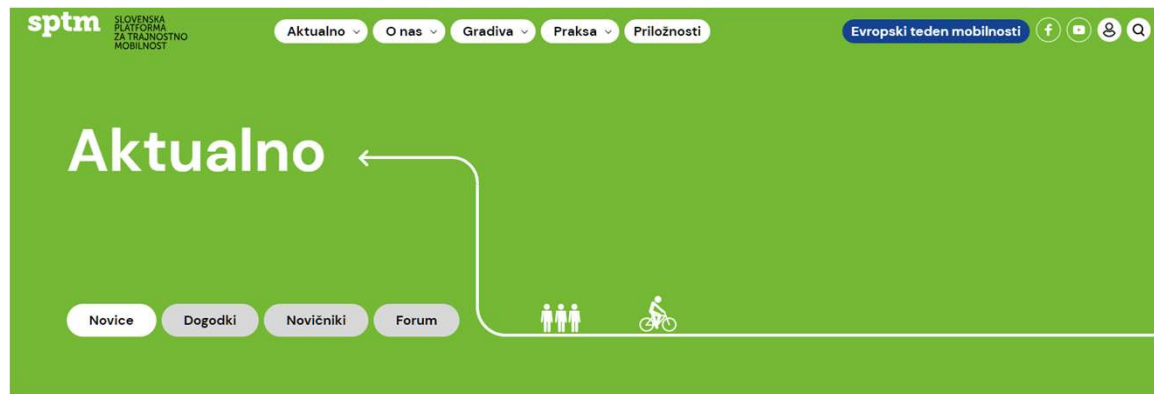 sptm
SLOVENSKA
PLATFORMA
ZA TRAJNOSTNO
MOBILNOST
Aktualno
O nas
Gradiva
Praksa
Priložnosti
Evropski teden mobilnosti
Aktualno
Novice
Dogodki
Novičniki
Forum